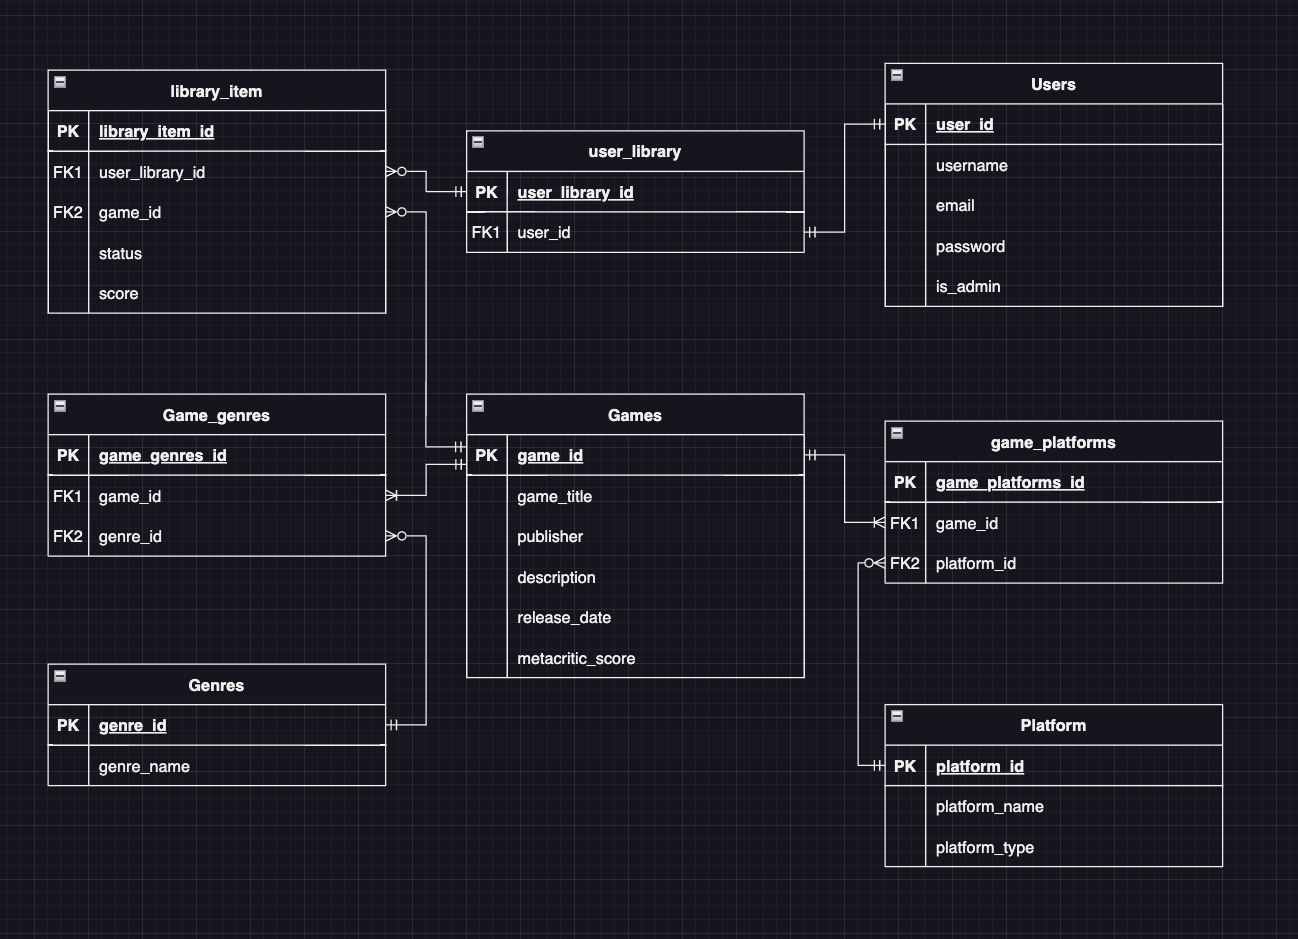 library_item
PK library_item_id
FK1 user_library_id
FK2 game_id
status
score
user_library
PK user_library_id
FK1 user_id
Users
PK user_id
username
email
password
is_admin
Game_genres
PK game_genres_id
FK1 game_id
FK2 genre_id
Games
PK game_id
game_title
publisher
description
release_date
metacritic_score
game_platforms
PK game_platforms_id
FK1 game_id
FK2 platform_id
Genres
PK genre_id
genre_name
Platform
PK platform_id
platform_name
platform_type